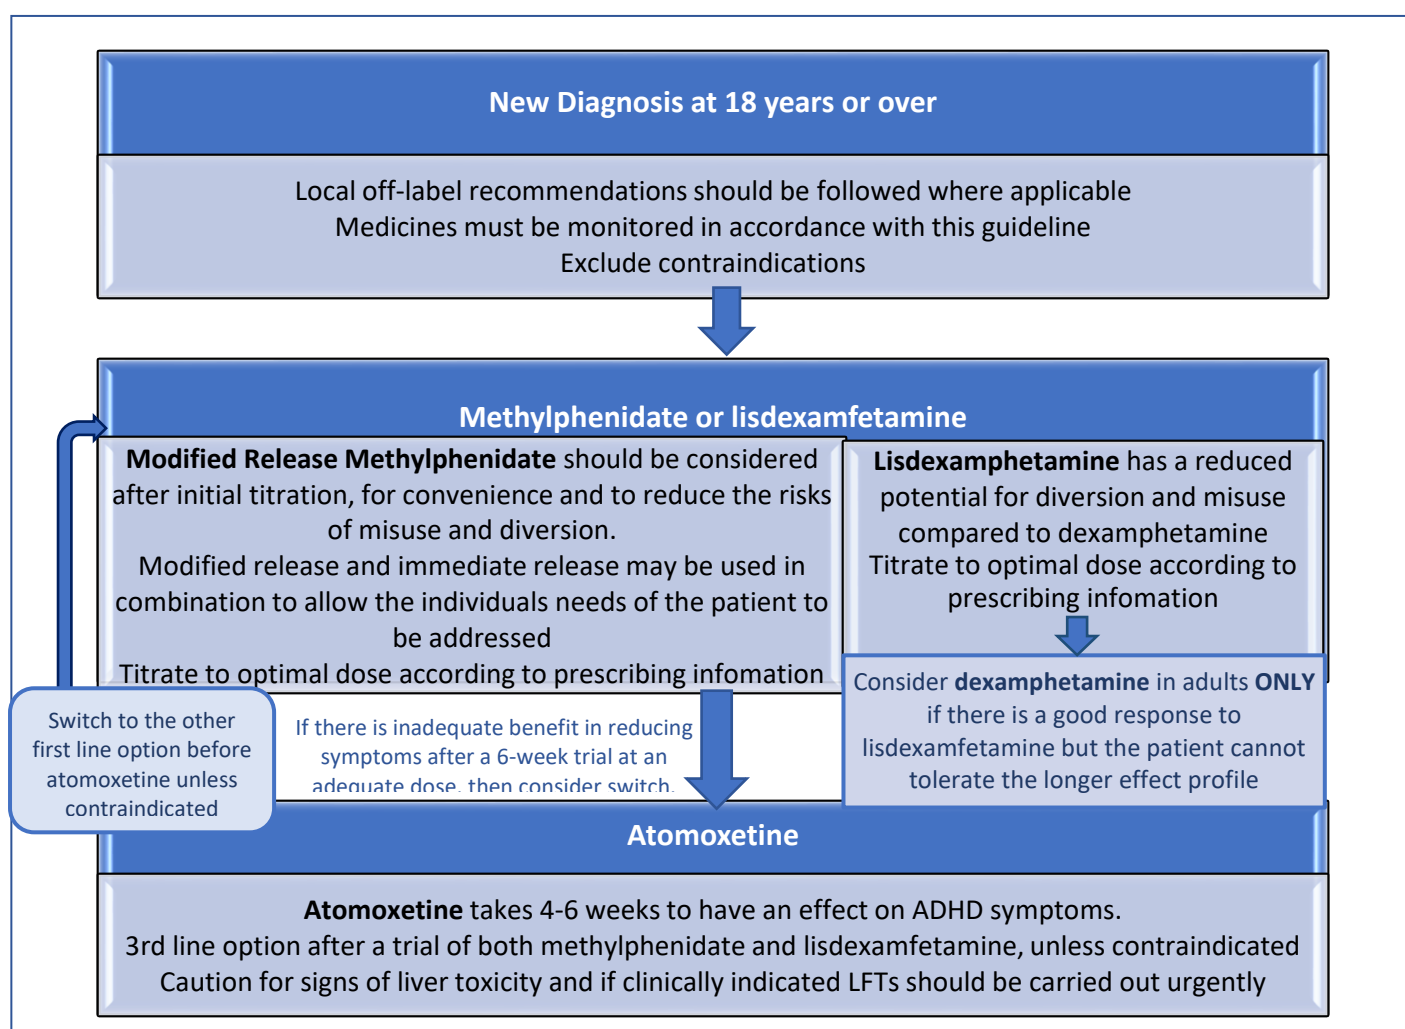 New Diagnosis at 18 years or over
Local off-label recommendations should be followed where applicable
Medicines must be monitored in accordance with this guideline
Exclude contraindications
Methylphenidate or lisdexamfetamine
Modified Release Methylphenidate should be considered
after initial titration, for convenience and to reduce the risks
of misuse and diversion.
Modified release and immediate release may be used in
combination to allow the individuals needs of the patient to
be addressed
Titrate to optimal dose according to prescribing infomation
Lisdexamphetamine has a reduced
potential for diversion and misuse
compared to dexamphetamine
Titrate to optimal dose according to
prescribing infomation
Consider dexamphetamine in adults ONLY
if there is a good response to
lisdexamfetamine but the patient cannot
tolerate the longer effect profile
Switch to the other
first line option before
atomoxetine unless
contraindicated
If there is inadequate benefit in reducing
symptoms after a 6-week trial at an
adequate dose, then consider switch.
Atomoxetine
Atomoxetine takes 4-6 weeks to have an effect on ADHD symptoms.
3rd line option after a trial of both methylphenidate and lisdexamfetamine, unless contraindicated
Caution for signs of liver toxicity and if clinically indicated LFTs should be carried out urgently